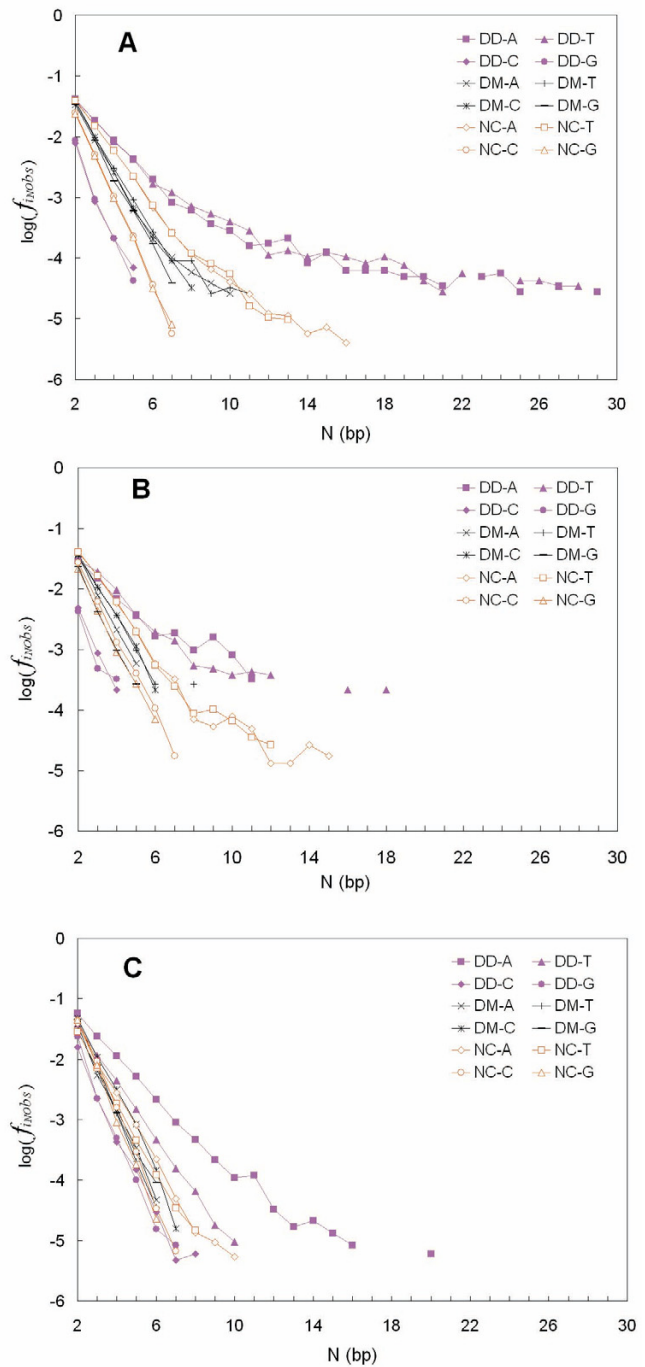 A
0
-1
-2
-3
-4
-5
-6
log(f_iNobs)
DD-A DD-T
DD-C DD-G
DM-A DM-T
DM-C DM-G
NC-A NC-T
NC-C NC-G
2 6 10 14 18 22 26 30
N (bp)
B
0
-1
-2
-3
-4
-5
-6
log(f_iNobs)
DD-A DD-T
DD-C DD-G
DM-A DM-T
DM-C DM-G
NC-A NC-T
NC-C NC-G
2 6 10 14 18 22 26 30
N (bp)
C
0
-1
-2
-3
-4
-5
-6
log(f_iNobs)
DD-A DD-T
DD-C DD-G
DM-A DM-T
DM-C DM-G
NC-A NC-T
NC-C NC-G
2 6 10 14 18 22 26 30
N (bp)